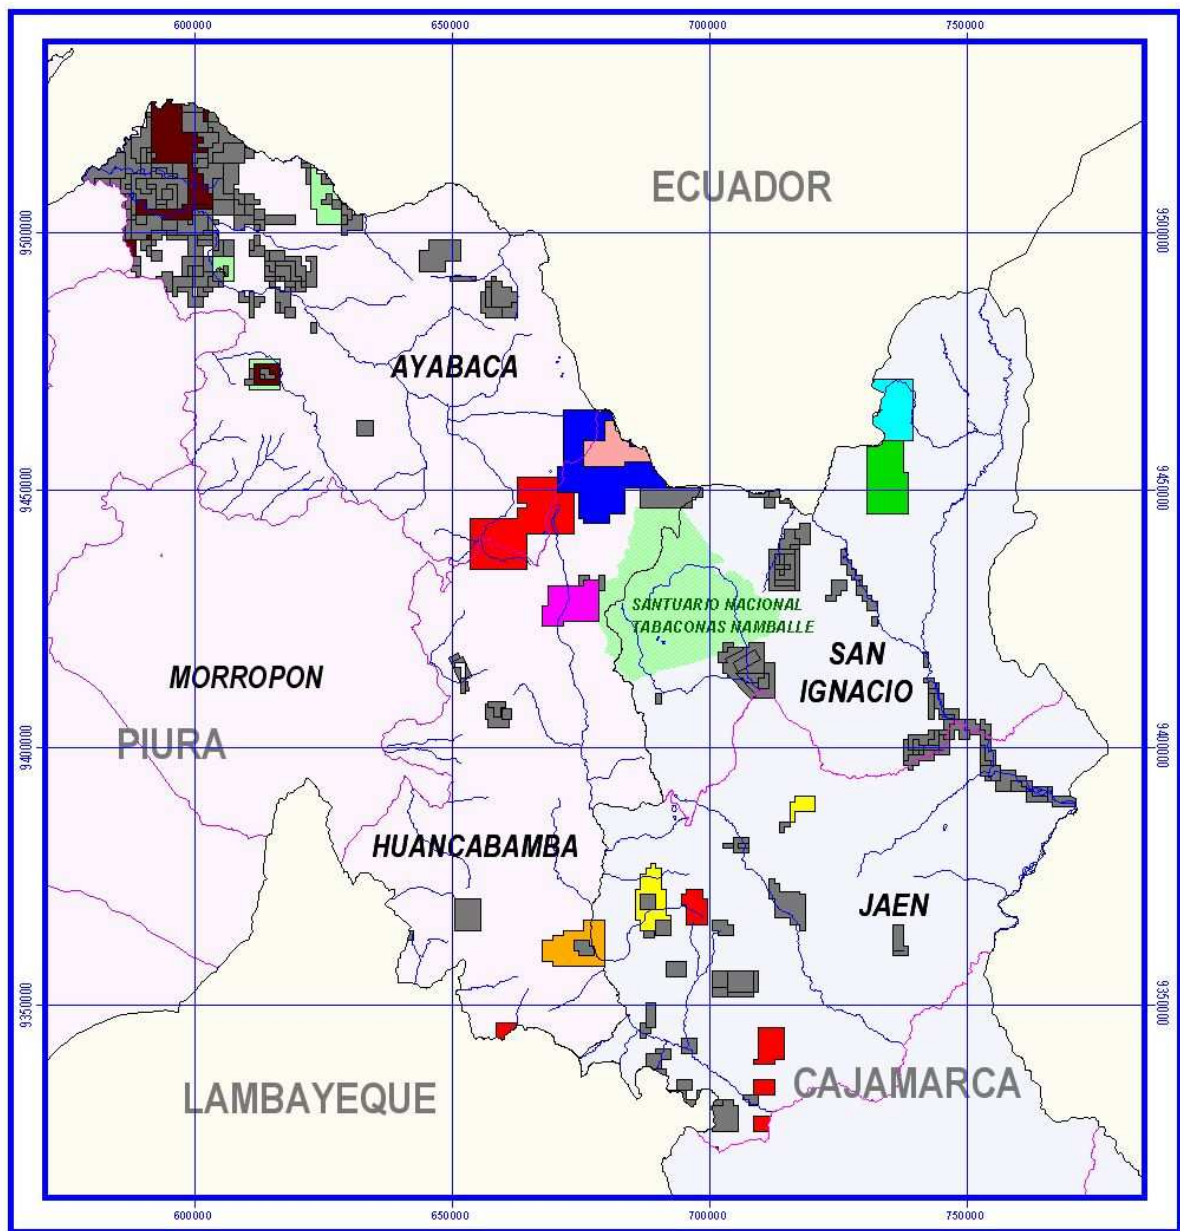 600000 650000 700000 750000
ECUADOR
9500000 9500000
AYABACA
9450000 9450000
SANTUARIO NACIONAL
TABACONAS NAMBALLE
SAN
IGNACIO
MORROPON
PIURA
9400000 9400000
HUANCABAMBA
JAEN
9350000 9350000
LAMBAYEQUE
CAJAMARCA
600000 650000 700000 750000